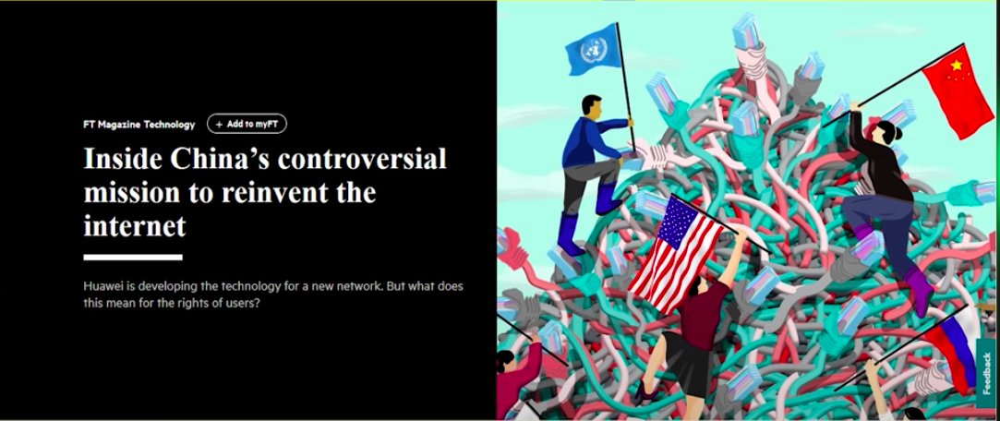 FT Magazine Technology
+ Add to myFT
Inside China's controversial
mission to reinvent the
internet
Huawei is developing the technology for a new network. But what does
this mean for the rights of users?
Feedback